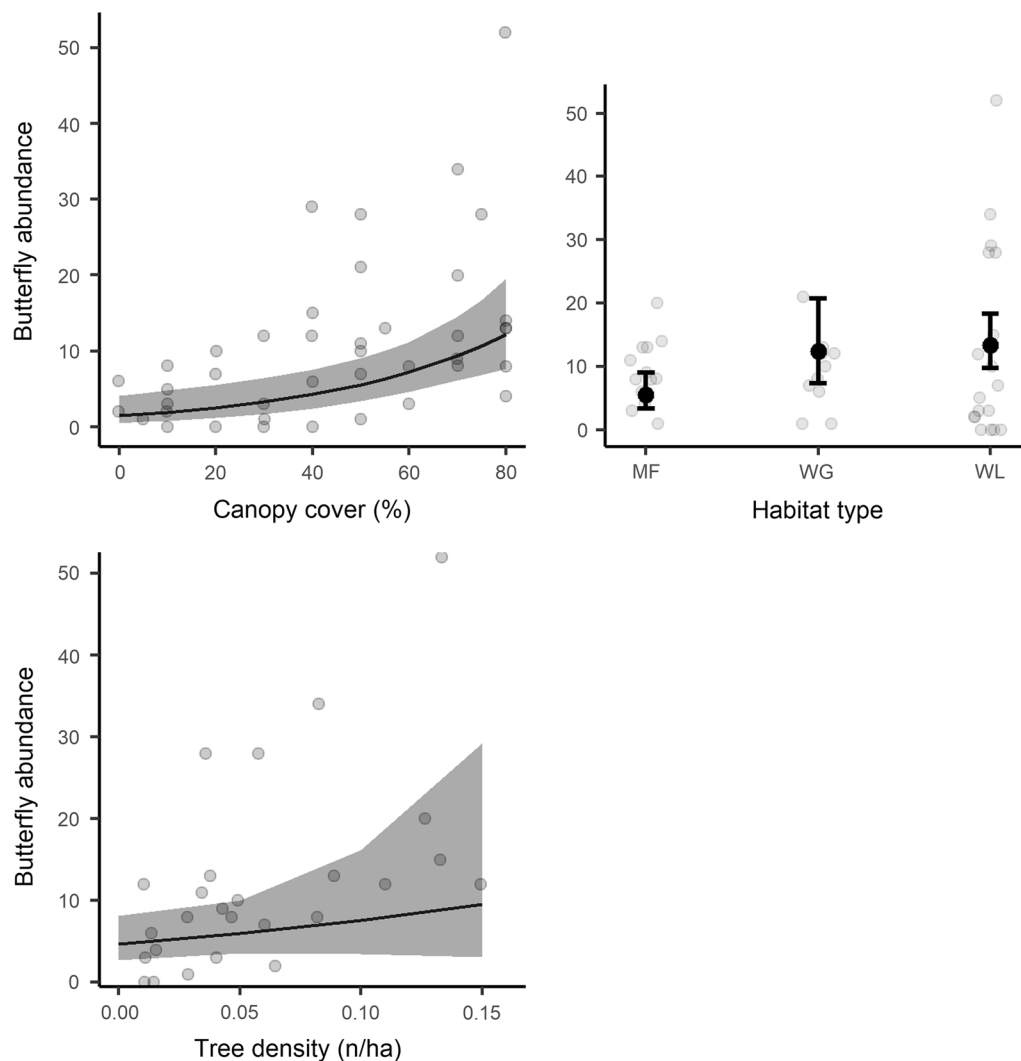 Butterfly abundance
50
40
30
20
10
0
0 20 40 60 80
Canopy cover (%)
50
40
30
20
10
0
MF WG WL
Habitat type
Butterfly abundance
50
40
30
20
10
0
0.00 0.05 0.10 0.15
Tree density (n/ha)